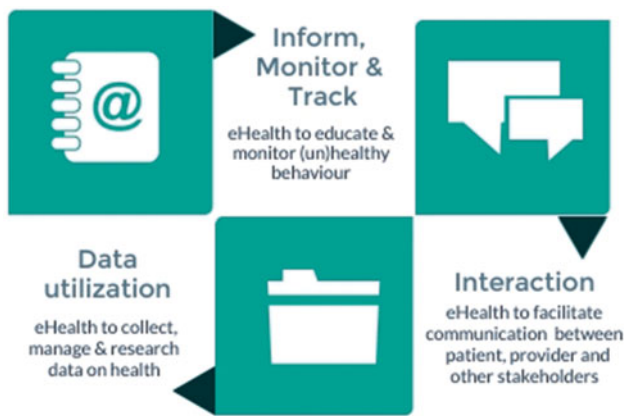 @
Inform,
Monitor &
Track
eHealth to educate &
monitor (un)healthy
behaviour
Data
utilization
eHealth to collect,
manage & research
data on health
Interaction
eHealth to facilitate
communication between
patient, provider and
other stakeholders